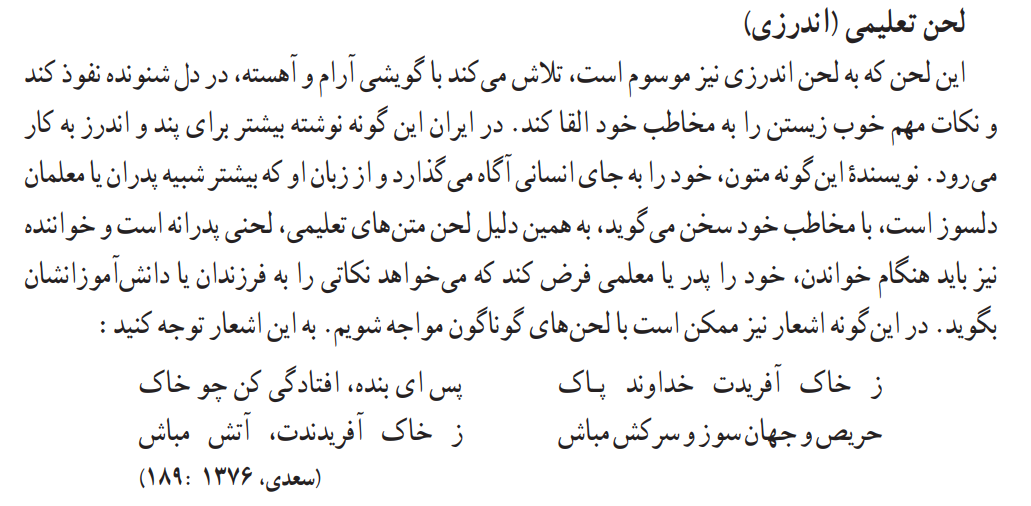 لحن تعلیمی (اندرزی)
این لحن که به لحن اندرزی نیز موسوم است، تلاش می‌کند با گویشی آرام و آهسته، در دل شنونده نفوذ کند
و نکات مهم خوب زیستن را به مخاطب خود القا کند. در ایران این گونه نوشته بیشتر برای پند و اندرز به کار
می‌رود. نویسندهٔ این‌گونه متون، خود را به جای انسانی آگاه می‌گذارد و از زبان او که بیشتر شبیه پدران یا معلمان
دلسوز است، با مخاطب خود سخن می‌گوید، به همین دلیل لحن متن‌های تعلیمی، لحنی پدرانه است و خواننده
نیز باید هنگام خواندن، خود را پدر یا معلمی فرض کند که می‌خواهد نکاتی را به فرزندان یا دانش‌آموزانشان
بگوید. در این‌گونه اشعار نیز ممکن است با لحن‌های گوناگون مواجه شویم. به این اشعار توجه کنید :
ز خاک آفریدت خداوند پاک پس ای بنده، افتادگی کن چو خاک
حریص و جهان سوز و سرکش مباش ز خاک آفریدندت، آتش مباش
(سعدی، ۱۳۷۶ :۱۸۹)